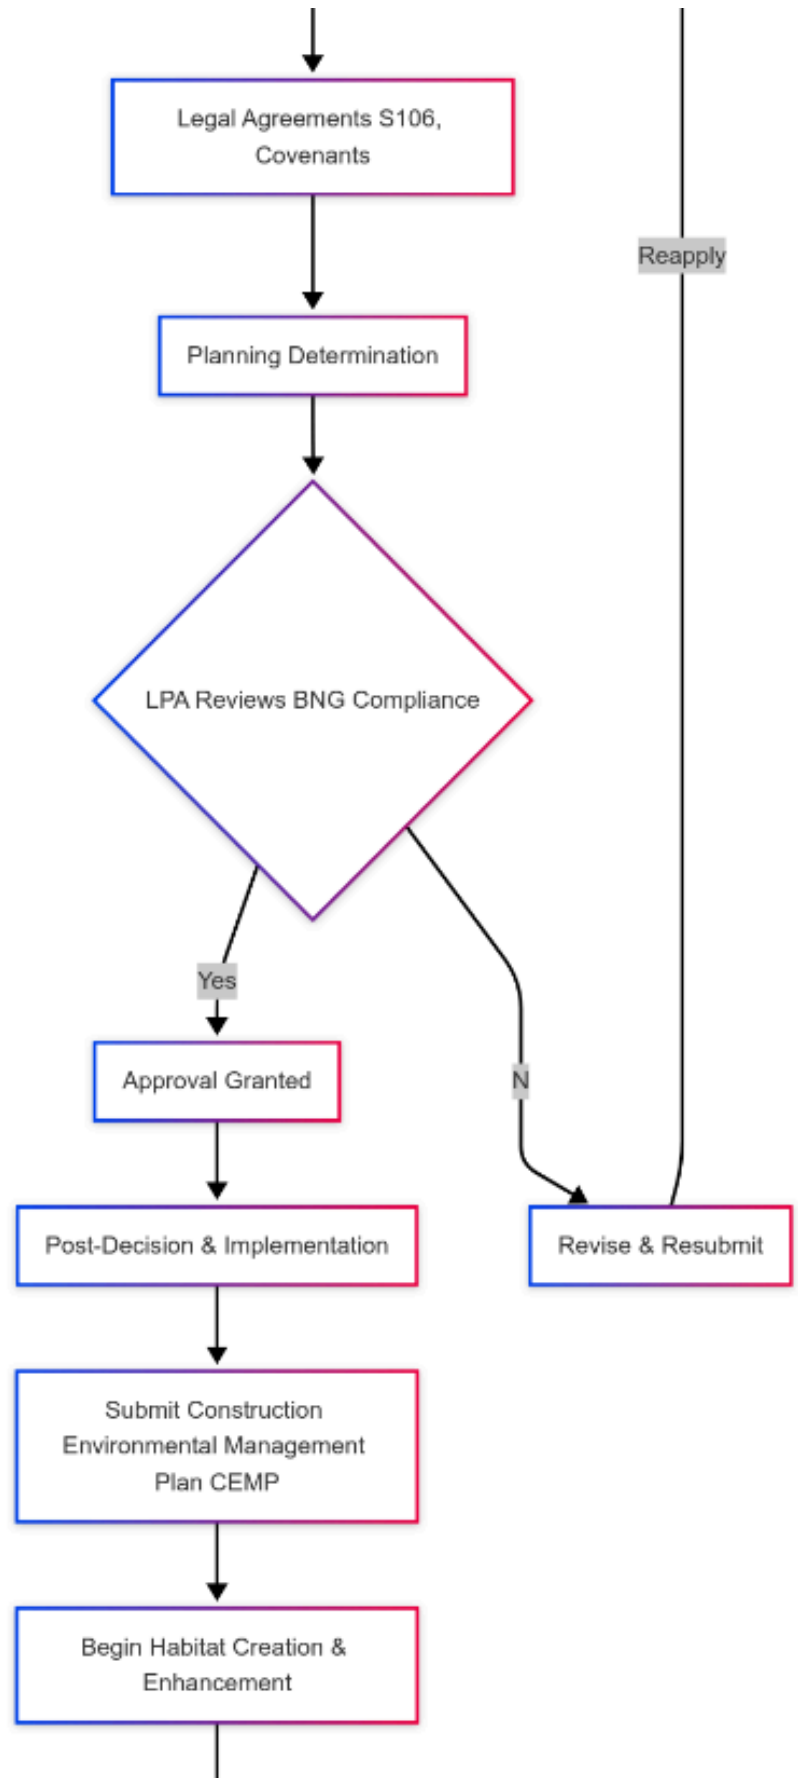 Legal Agreements S106,
Covenants
Reapply
Planning Determination
LPA Reviews BNG Compliance
Yes
Approval Granted
N
Post-Decision & Implementation
Revise & Resubmit
Submit Construction
Environmental Management
Plan CEMP
Begin Habitat Creation &
Enhancement